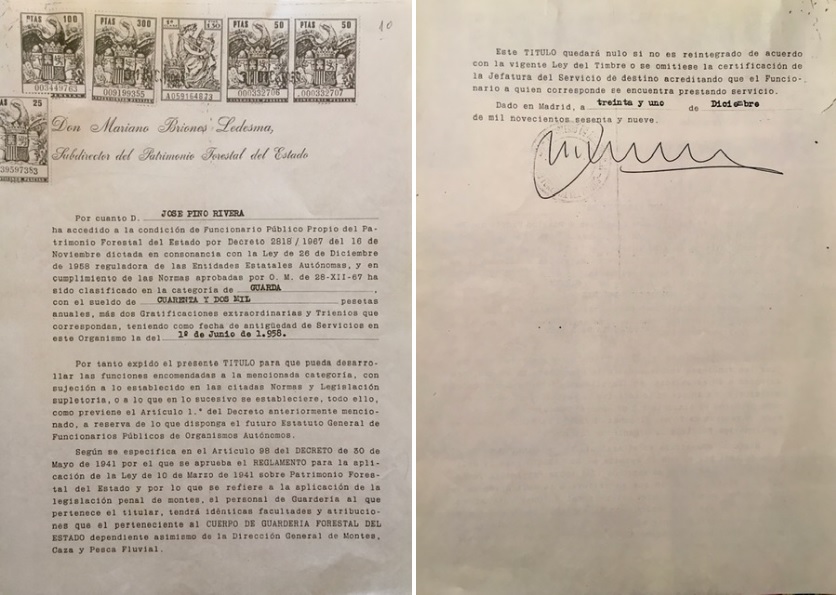 PTAS 100
003449763
PTAS 300
009199355
1,50
A059164823
PTAS 50
000332706
PTAS 50
000332707
10
25
39597383
Don Mariano Briones Ledesma,
Subdirector del Patrimonio Forestal del Estado
Por cuanto D. JOSE PINO RIVERA
ha accedido a la condición de Funcionario Público Propio del Pa-
trimonio Forestal del Estado por Decreto 2818/1967 del 16 de
Noviembre dictada en consonancia con la Ley de 26 de Diciembre
de 1958 reguladora de las Entidades Estatales Autónomas, y en
cumplimiento de las Normas aprobadas por O. M. de 28-XII-67 ha
sido clasificado en la categoría de GUARDA,
con el sueldo de CUARENTA Y DOS MIL pesetas
anuales, más dos Gratificaciones extraordinarias y Trienios que
correspondan, teniendo como fecha de antigüedad de Servicios en
este Organismo la del 1º de Junio de 1.958.
Por tanto expido el presente TITULO para que pueda desarro-
llar las funciones encomendadas a la mencionada categoría, con
sujeción a lo establecido en las citadas Normas y Legislación
supletoria, o a lo que en lo sucesivo se estableciere, todo ello,
como previene el Artículo 1.° del Decreto anteriormente mencio-
nado, a reserva de lo que disponga el futuro Estatuto General de
Funcionarios Públicos de Organismos Autónomos.
Según se especifica en el Artículo 98 del DECRETO de 30 de
Mayo de 1941 por el que se aprueba el REGLAMENTO para la apli-
cación de la Ley de 10 de Marzo de 1941 sobre Patrimonio Fores-
tal del Estado y por lo que se refiere a la aplicación de la
legislación penal de montes, el personal de Guardería al que
pertenece el titular, tendrá idénticas facultades y atribucio-
nes que el perteneciente al CUERPO DE GUARDERIA FORESTAL DEL
ESTADO dependiente asimismo de la Dirección General de Montes,
Caza y Pesca Fluvial.
Este TITULO quedará nulo si no es reintegrado de acuerdo
con la vigente Ley del Timbre o se omitiese la certificación de
la Jefatura del Servicio de destino acreditando que el Funcio-
nario a quien corresponde se encuentra prestando servicio.
Dado en Madrid, a treinta y uno de Diciembre
de mil novecientos sesenta y nueve.